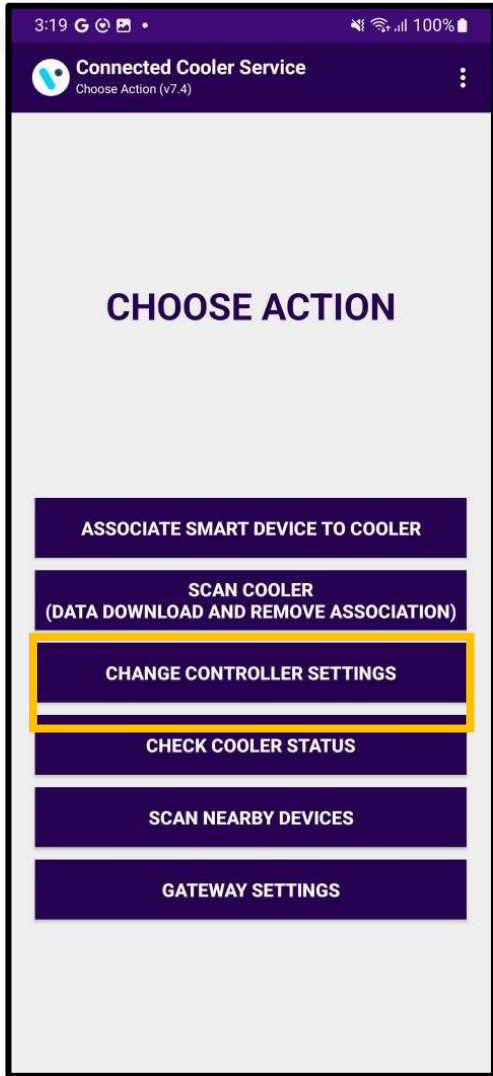 3:19 G 100%
Connected Cooler Service
Choose Action (v7.4)
CHOOSE ACTION
ASSOCIATE SMART DEVICE TO COOLER
SCAN COOLER
(DATA DOWNLOAD AND REMOVE ASSOCIATION)
CHANGE CONTROLLER SETTINGS
CHECK COOLER STATUS
SCAN NEARBY DEVICES
GATEWAY SETTINGS